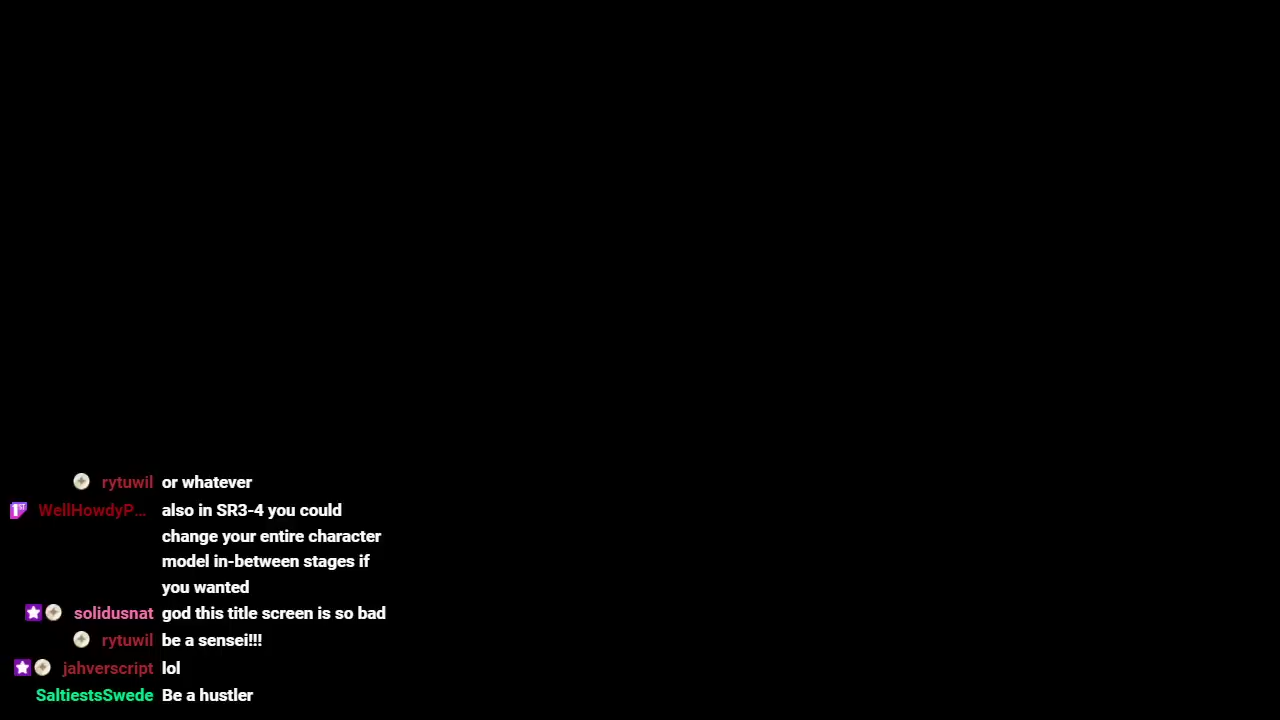 rytuwil or whatever
WellHowdyP... also in SR3-4 you could
change your entire character
model in-between stages if
you wanted
solidusnat god this title screen is so bad
rytuwil be a sensei!!!
jahverscript lol
SaltiestsSwede Be a hustler